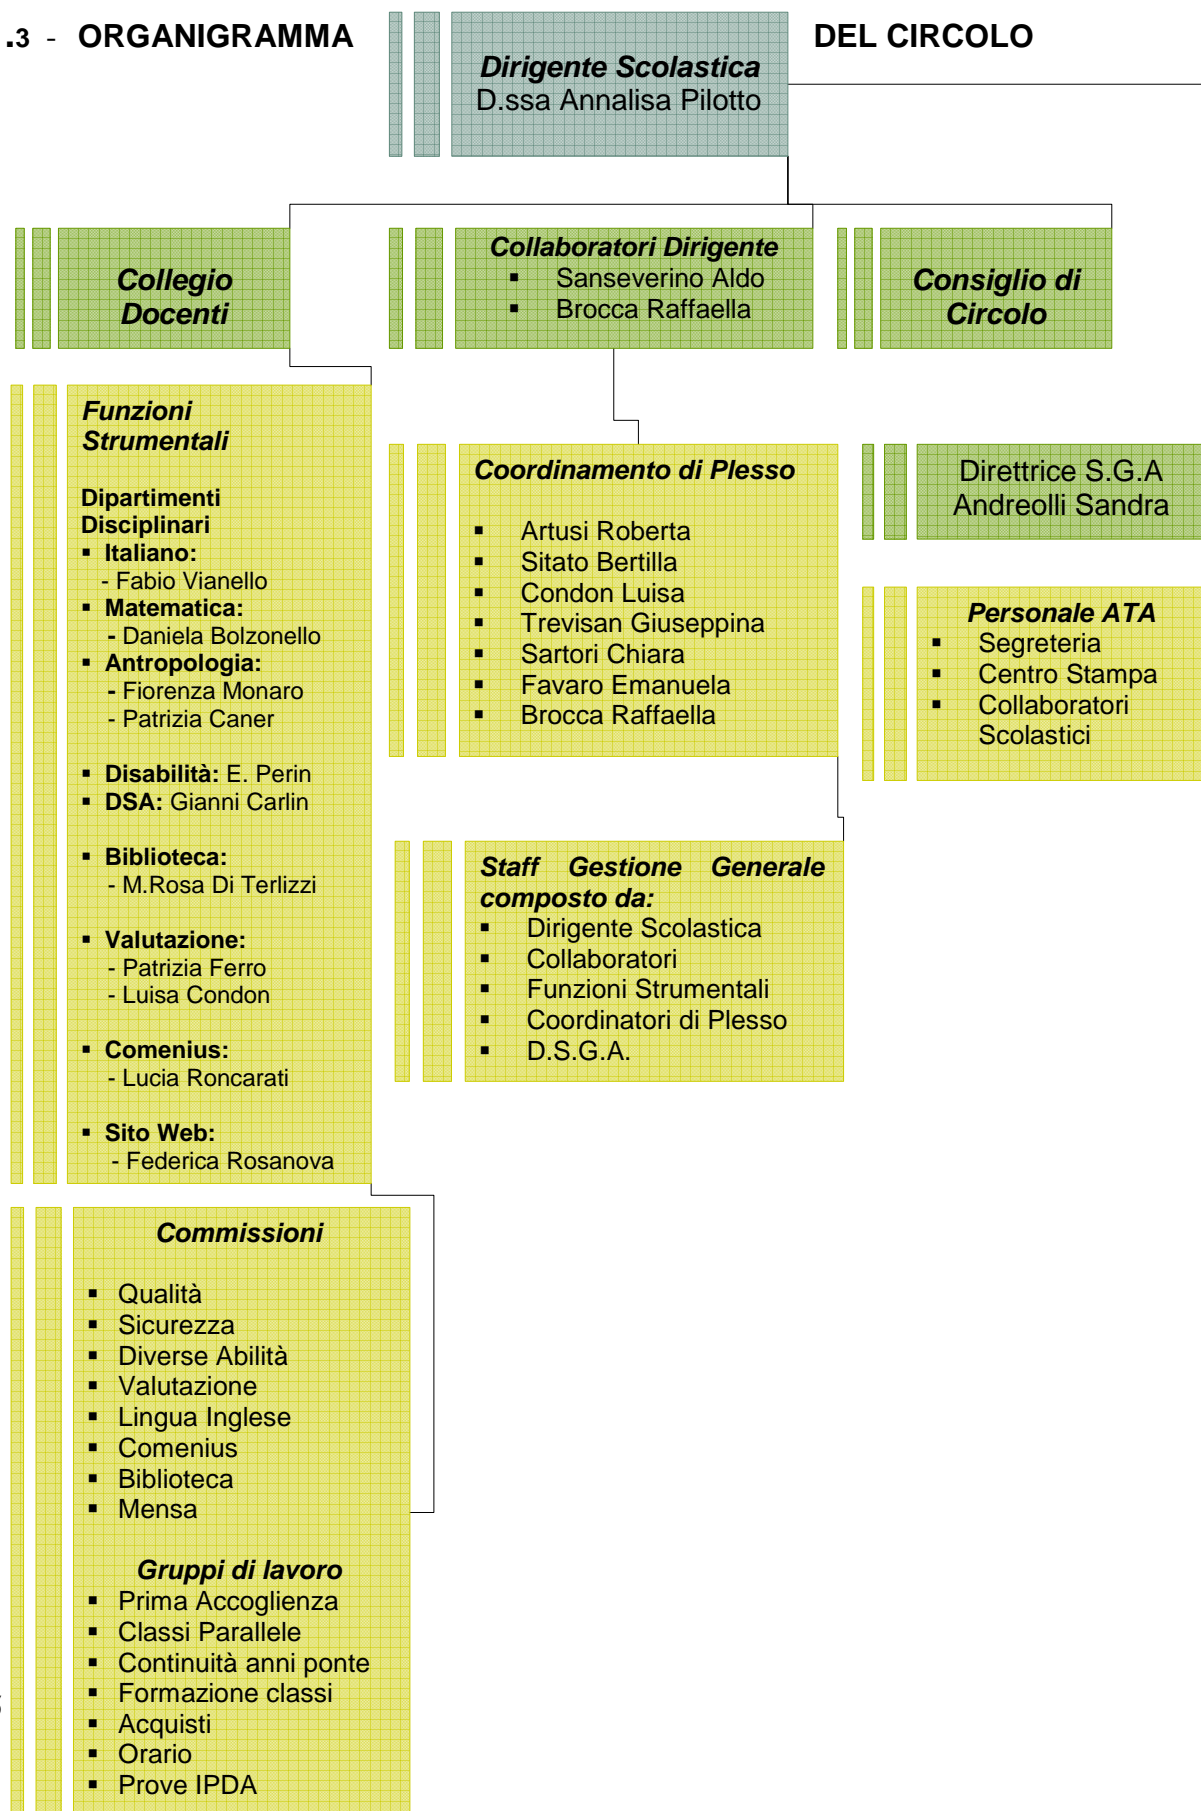 .3 - ORGANIGRAMMA DEL CIRCOLO
Dirigente Scolastica
D.ssa Annalisa Pilotto
Collegio
Docenti
Collaboratori Dirigente
▪ Sanseverino Aldo
▪ Brocca Raffaella
Consiglio di
Circolo
Funzioni
Strumentali
Dipartimenti
Disciplinari
▪ Italiano:
- Fabio Vianello
▪ Matematica:
- Daniela Bolzonello
▪ Antropologia:
- Fiorenza Monaro
- Patrizia Caner
▪ Disabilità: E. Perin
▪ DSA: Gianni Carlin
▪ Biblioteca:
- M.Rosa Di Terlizzi
▪ Valutazione:
- Patrizia Ferro
- Luisa Condon
▪ Comenius:
- Lucia Roncarati
▪ Sito Web:
- Federica Rosanova
Coordinamento di Plesso
▪ Artusi Roberta
▪ Sitato Bertilla
▪ Condon Luisa
▪ Trevisan Giuseppina
▪ Sartori Chiara
▪ Favaro Emanuela
▪ Brocca Raffaella
Direttrice S.G.A
Andreolli Sandra
Personale ATA
▪ Segreteria
▪ Centro Stampa
▪ Collaboratori
Scolastici
Staff Gestione Generale
composto da:
▪ Dirigente Scolastica
▪ Collaboratori
▪ Funzioni Strumentali
▪ Coordinatori di Plesso
▪ D.S.G.A.
Commissioni
▪ Qualità
▪ Sicurezza
▪ Diverse Abilità
▪ Valutazione
▪ Lingua Inglese
▪ Comenius
▪ Biblioteca
▪ Mensa
Gruppi di lavoro
▪ Prima Accoglienza
▪ Classi Parallele
▪ Continuità anni ponte
▪ Formazione classi
▪ Acquisti
▪ Orario
▪ Prove IPDA